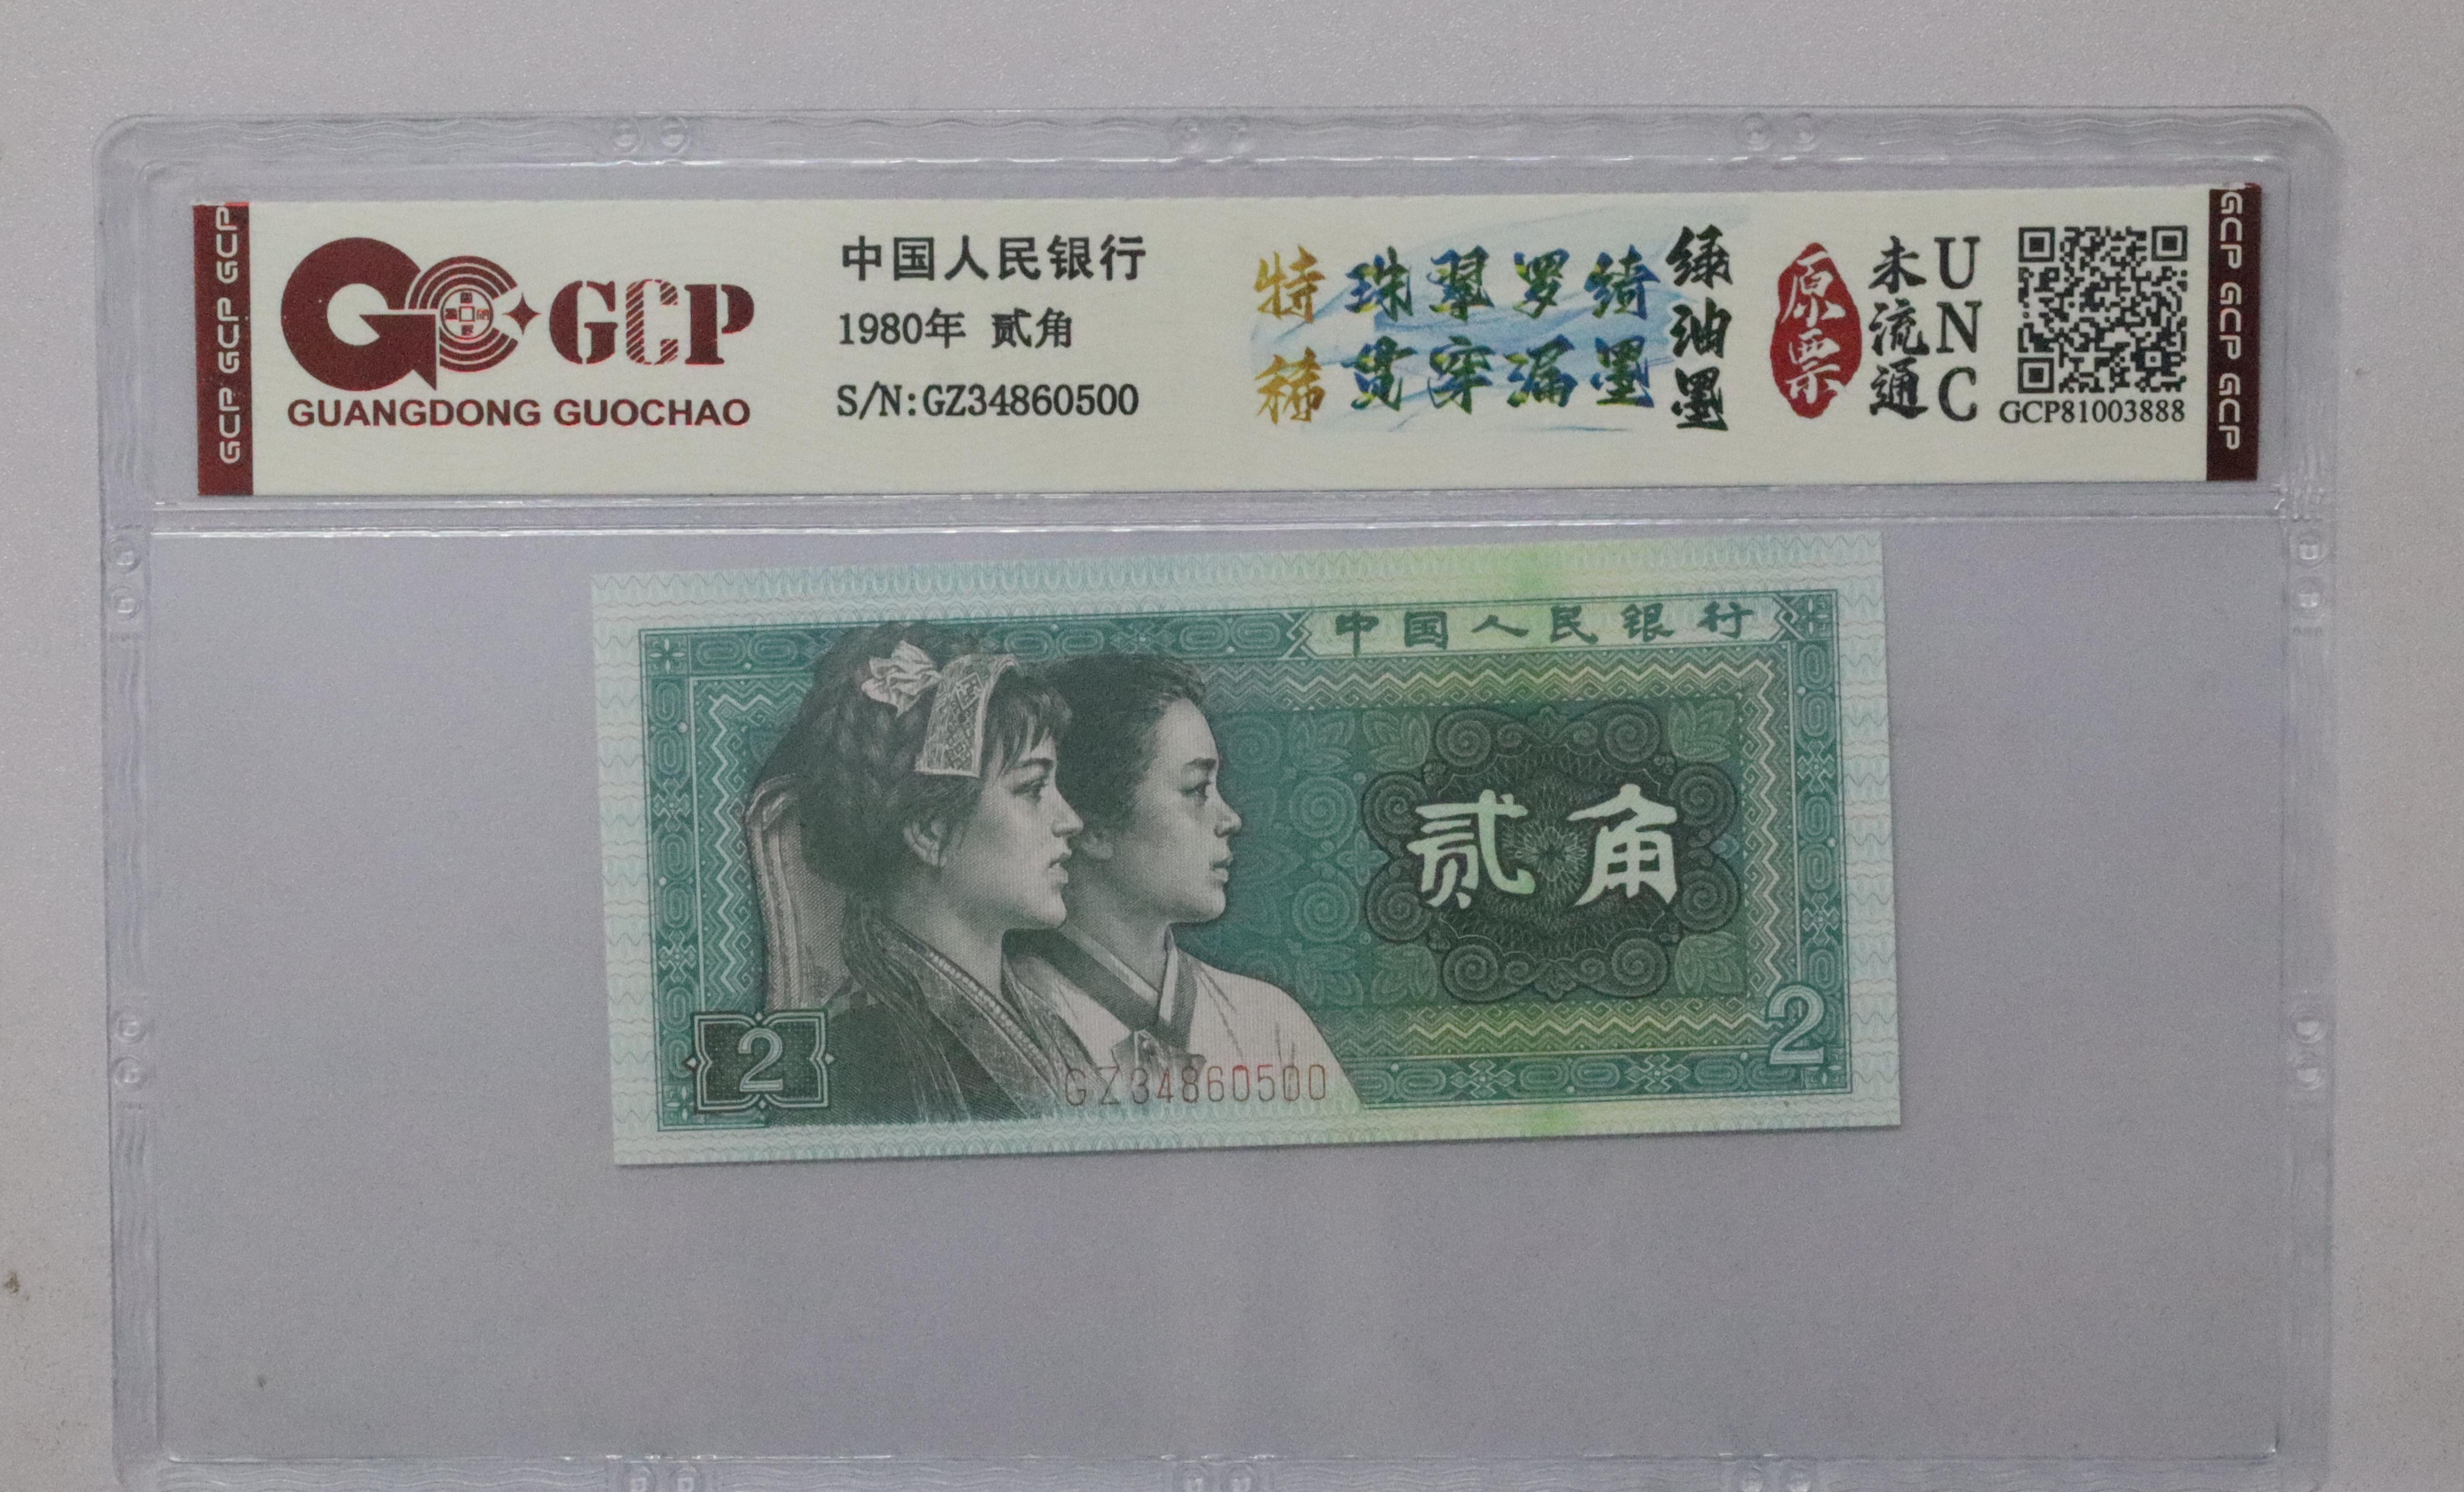 GCP GCP GCP
GCP
GUANGDONG GUOCHAO
中国人民银行
1980年 贰角
S/N:GZ34860500
特稀
珠翠罗绮
贯穿漏墨
绿油墨
原票
未流通
UNC
GCP81003888
GCP GCP GCP
中国人民银行
贰角
2
2
GZ34860500